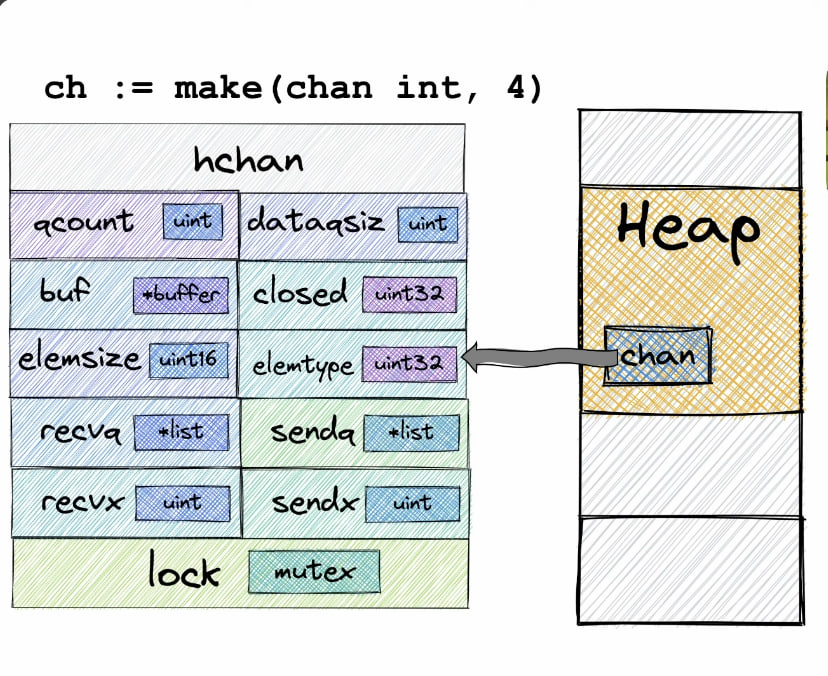 ch := make(chan int, 4)
hchan
qcount uint dataqsiz uint
buf *buffer closed uint32
elemsize uint16 elemtype uint32
recvq *list sendq *list
recvx uint sendx uint
lock mutex
Heap
chan